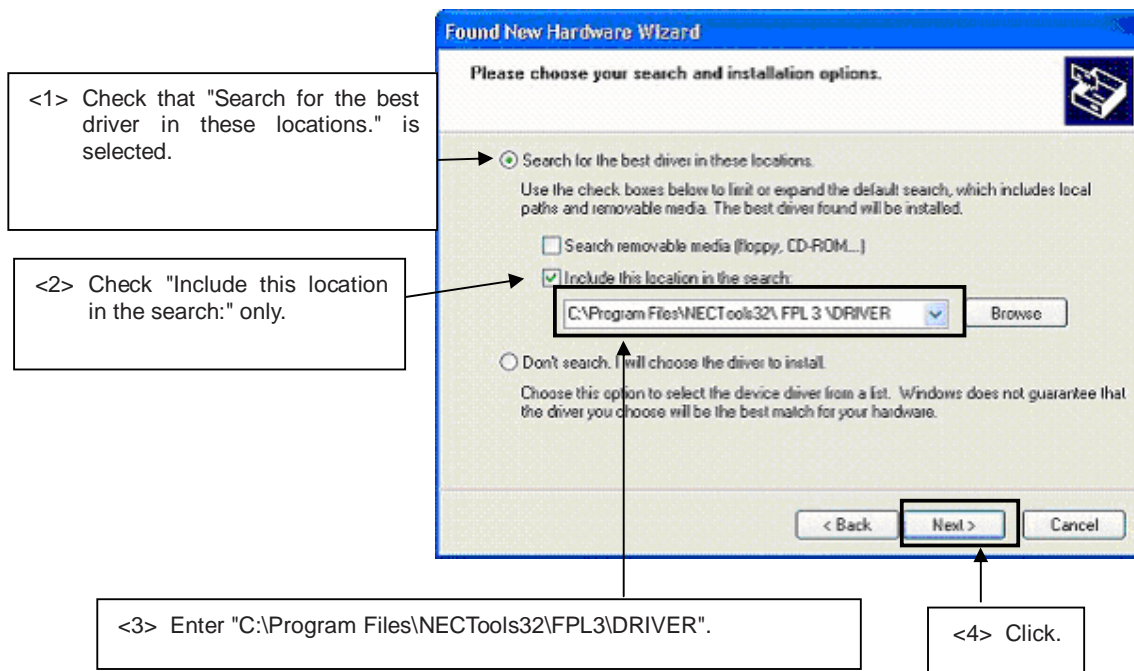 Found New Hardware Wizard
Please choose your search and installation options.
<1> Check that "Search for the best
driver in these locations." is
selected.
Search for the best driver in these locations.
Use the check boxes below to limit or expand the default search, which includes local
paths and removable media. The best driver found will be installed.
Search removable media (floppy, CD-ROM...)
<2> Check "Include this location
in the search:" only.
Include this location in the search:
C:\Program Files\NECTools32\ FPL 3 \DRIVER
Browse
Don't search. I will choose the driver to install.
Choose this option to select the device driver from a list. Windows does not guarantee that
the driver you choose will be the best match for your hardware.
< Back
Next >
Cancel
<3> Enter "C:\Program Files\NECTools32\FPL3\DRIVER".
<4> Click.